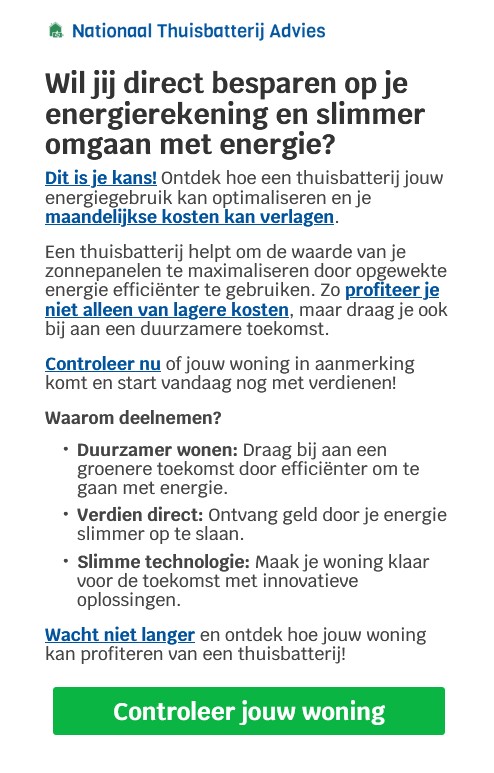 Nationaal Thuisbatterij Advies
Wil jij direct besparen op je
energierekening en slimmer
omgaan met energie?
Dit is je kans! Ontdek hoe een thuisbatterij jouw
energiegebruik kan optimaliseren en je
maandelijkse kosten kan verlagen.
Een thuisbatterij helpt om de waarde van je
zonnepanelen te maximaliseren door opgewekte
energie efficiënter te gebruiken. Zo profiteer je
niet alleen van lagere kosten, maar draag je ook
bij aan een duurzamere toekomst.
Controleer nu of jouw woning in aanmerking
komt en start vandaag nog met verdienen!
Waarom deelnemen?
• Duurzamer wonen: Draag bij aan een
groenere toekomst door efficiënter om te
gaan met energie.
• Verdien direct: Ontvang geld door je energie
slimmer op te slaan.
• Slimme technologie: Maak je woning klaar
voor de toekomst met innovatieve
oplossingen.
Wacht niet langer en ontdek hoe jouw woning
kan profiteren van een thuisbatterij!
Controleer jouw woning